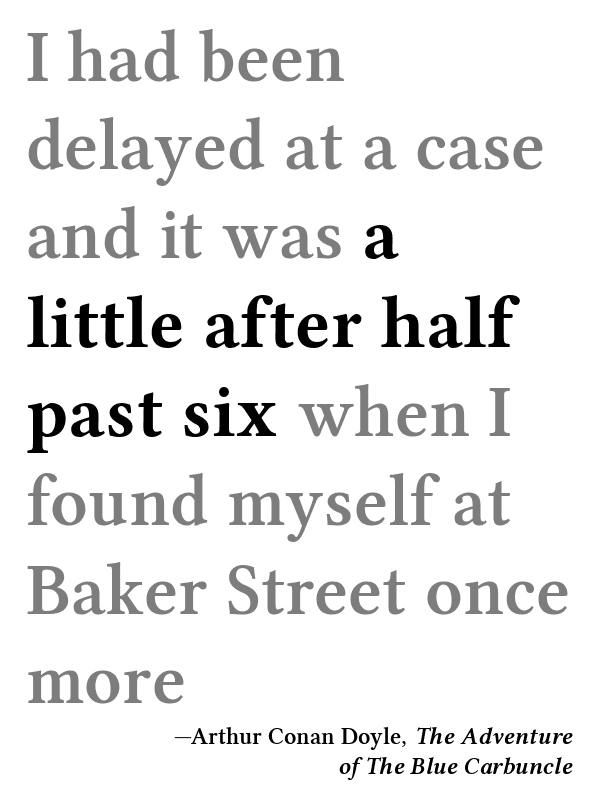 I had been
delayed at a case
and it was a
little after half
past six when I
found myself at
Baker Street once
more
—Arthur Conan Doyle, The Adventure
of The Blue Carbuncle